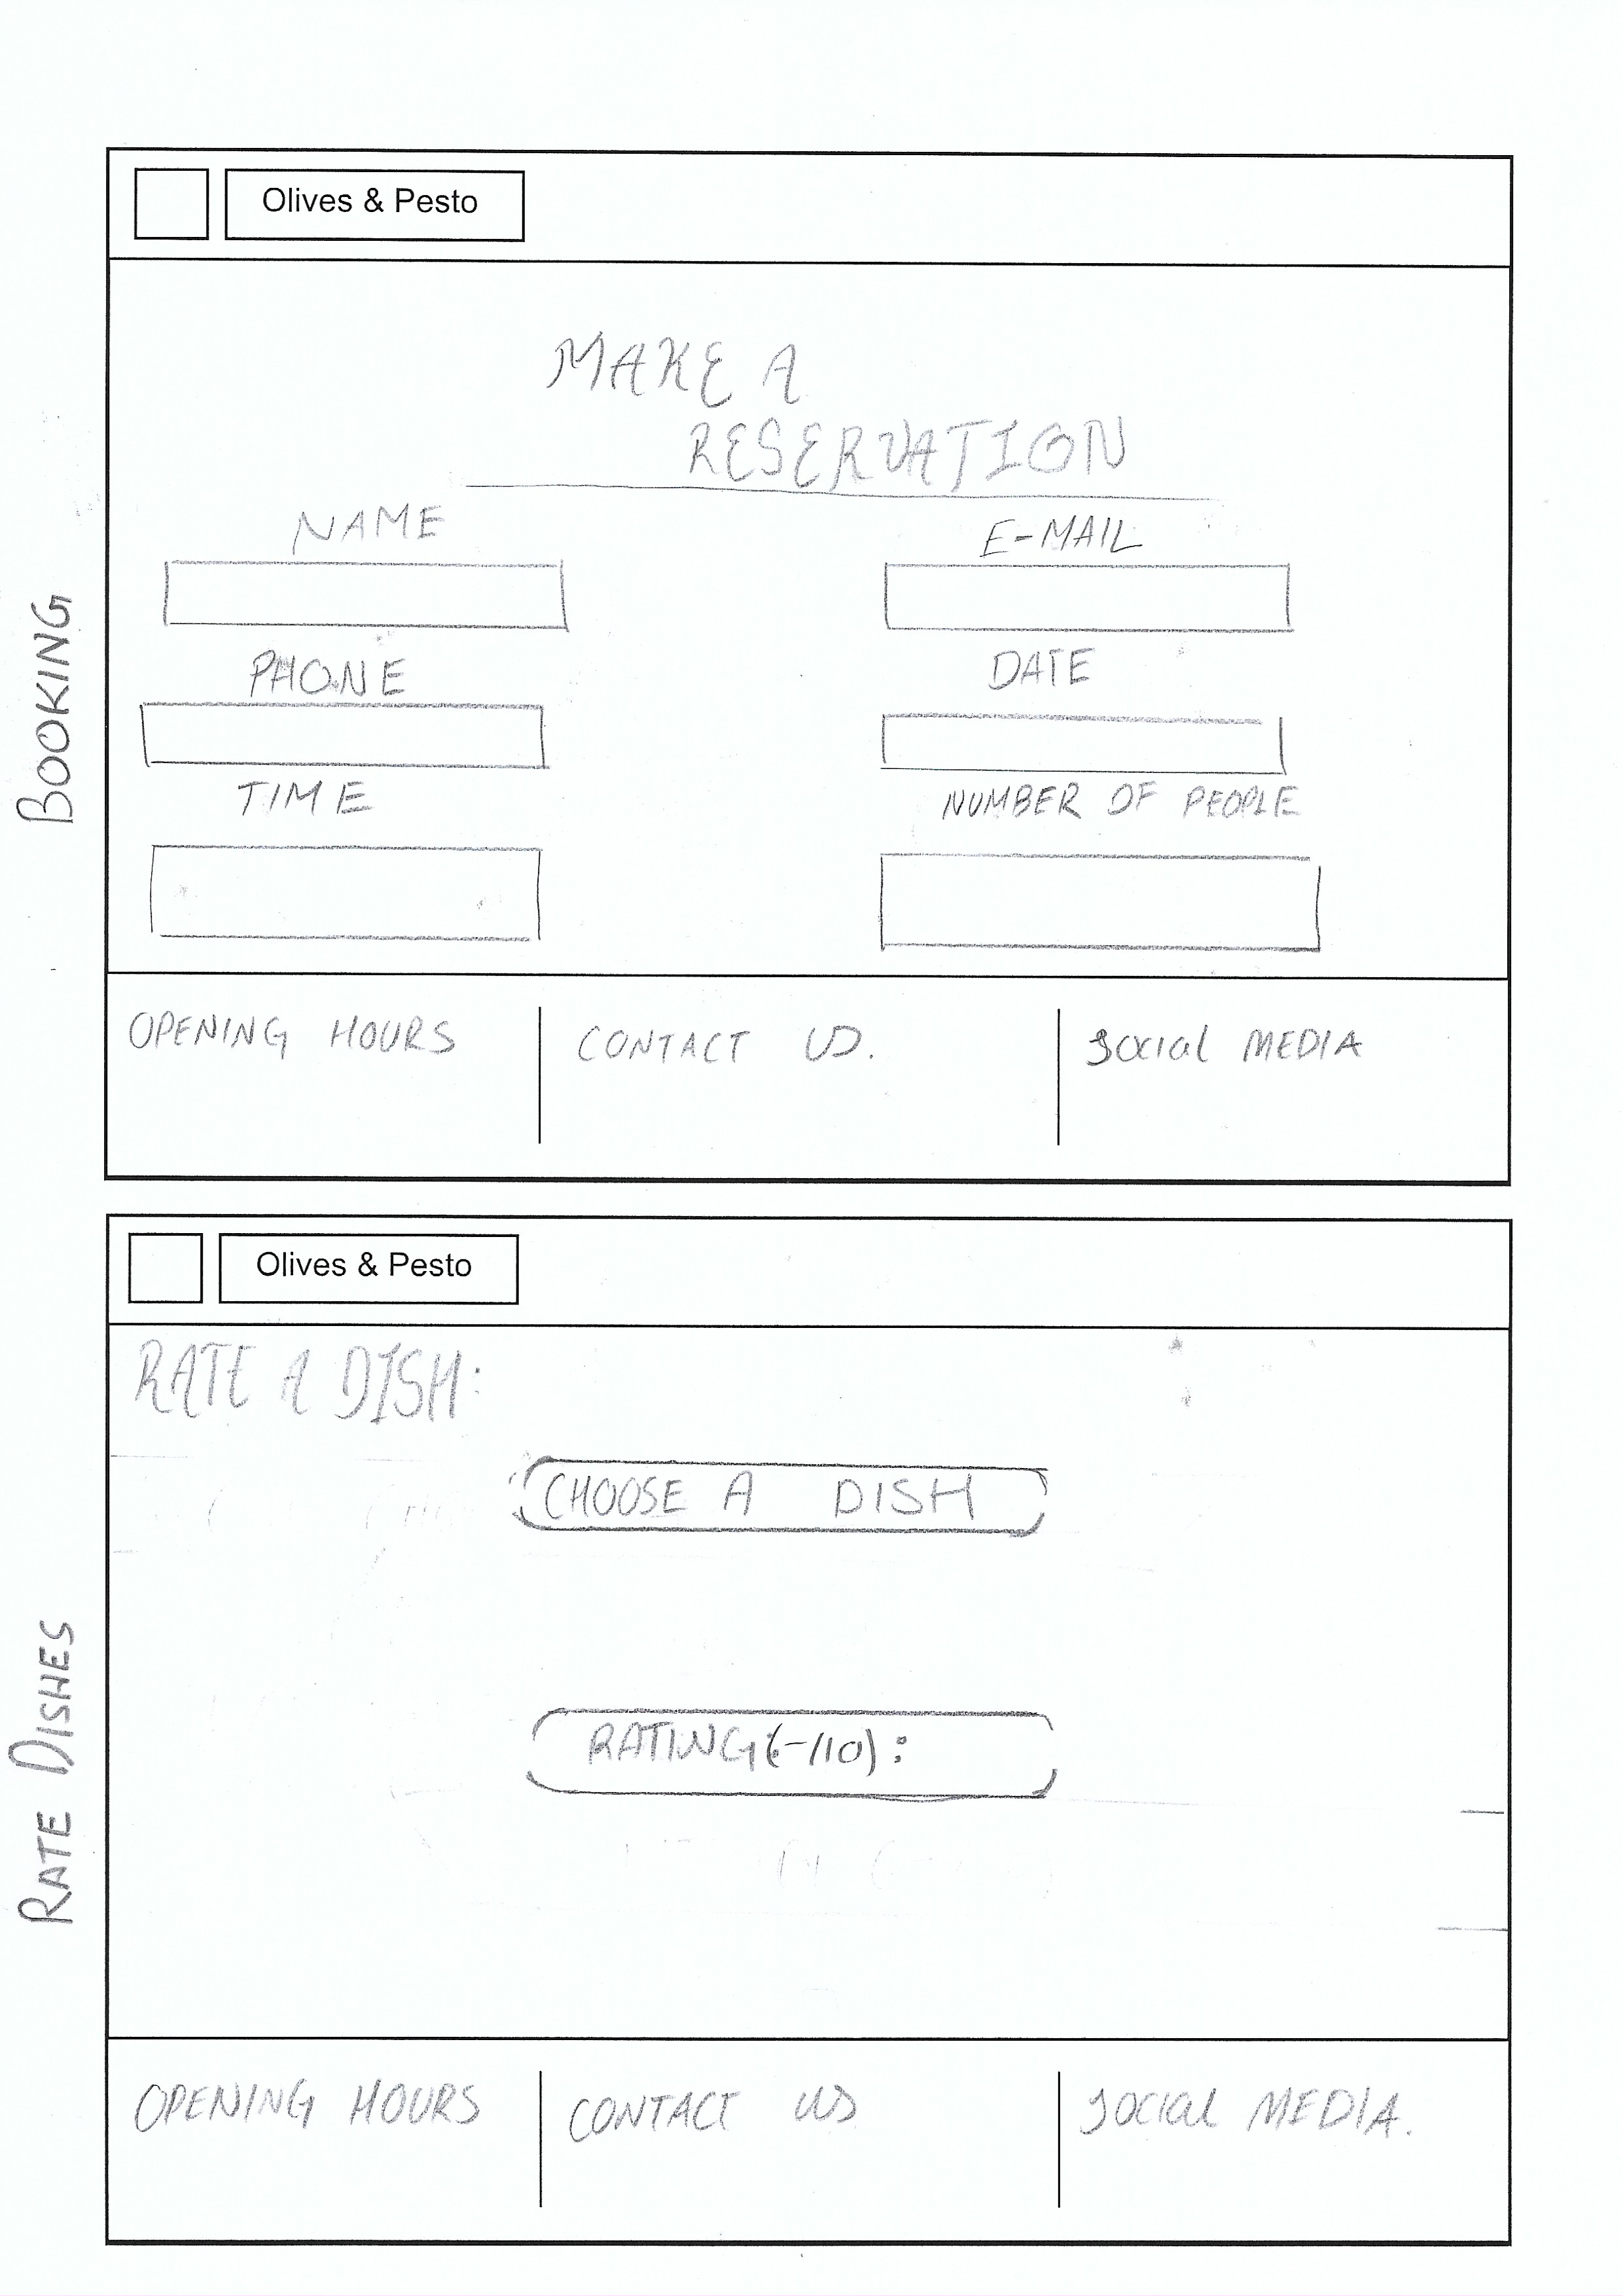 Olives & Pesto
MAKE A
RESERVATION
NAME
E-MAIL
PHONE
DATE
TIME
NUMBER OF PEOPLE
BOOKING
OPENING HOURS
CONTACT US.
Social MEDIA
Olives & Pesto
RATE A DISH:
CHOOSE A DISH
RATING(-/10):
RATE DISHES
OPENING HOURS
CONTACT US
Social MEDIA.